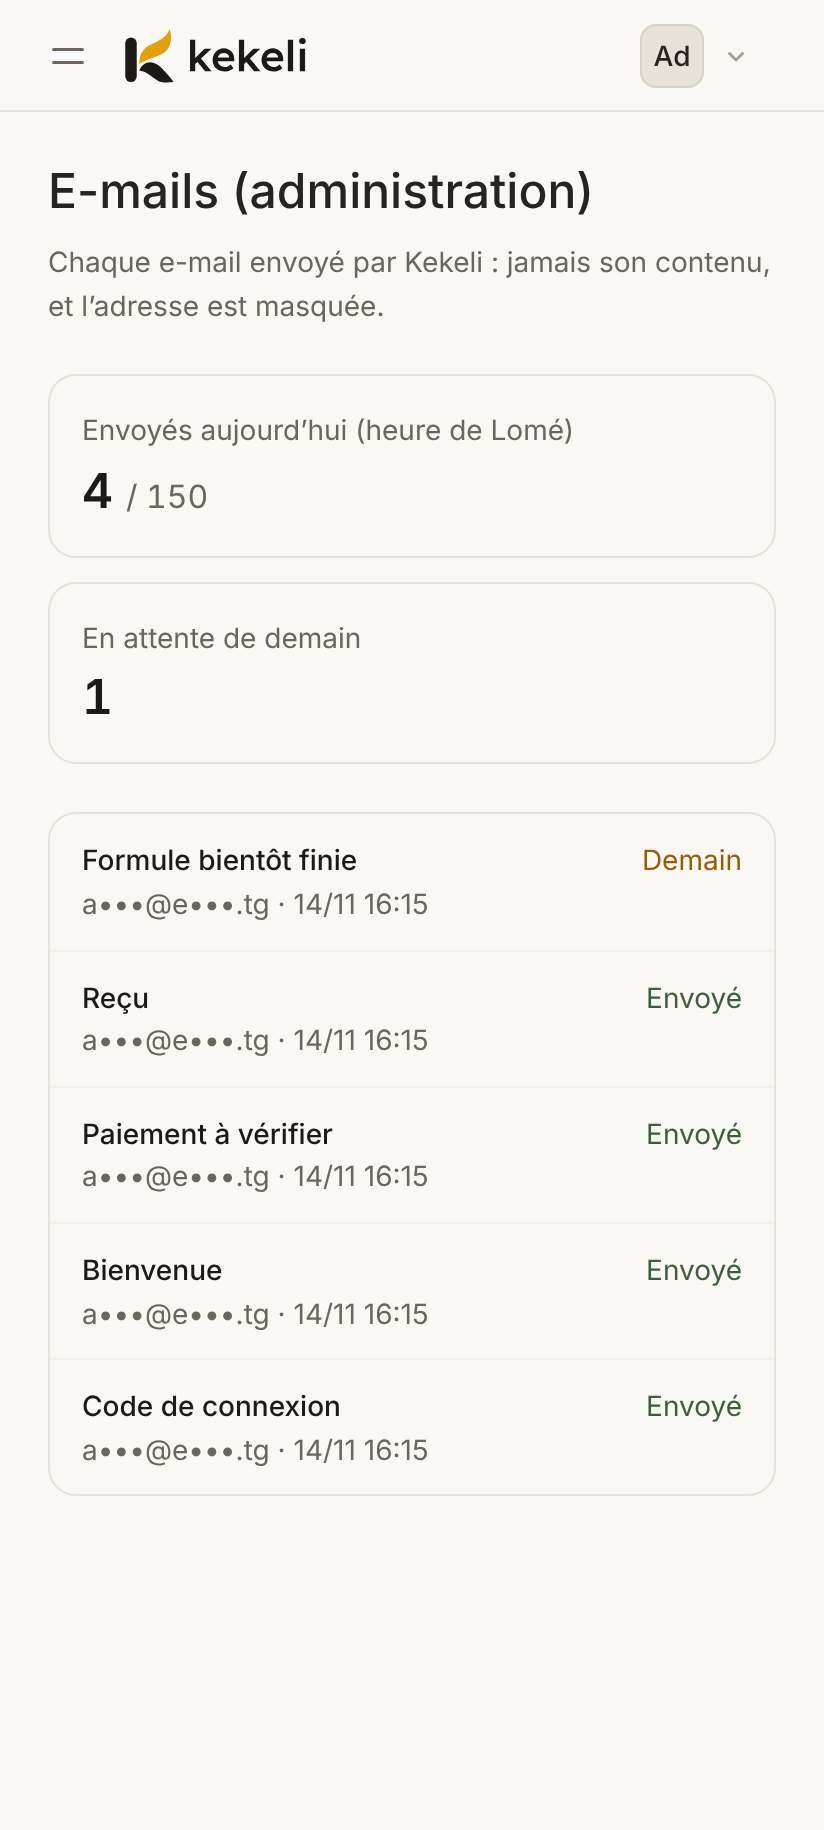 kekeli
Ad
E-mails (administration)
Chaque e-mail envoyé par Kekeli : jamais son contenu,
et l’adresse est masquée.
Envoyés aujourd’hui (heure de Lomé)
4 / 150
En attente de demain
1
Formule bientôt finie
Demain
a•••@e•••.tg · 14/11 16:15
Reçu
Envoyé
a•••@e•••.tg · 14/11 16:15
Paiement à vérifier
Envoyé
a•••@e•••.tg · 14/11 16:15
Bienvenue
Envoyé
a•••@e•••.tg · 14/11 16:15
Code de connexion
Envoyé
a•••@e•••.tg · 14/11 16:15